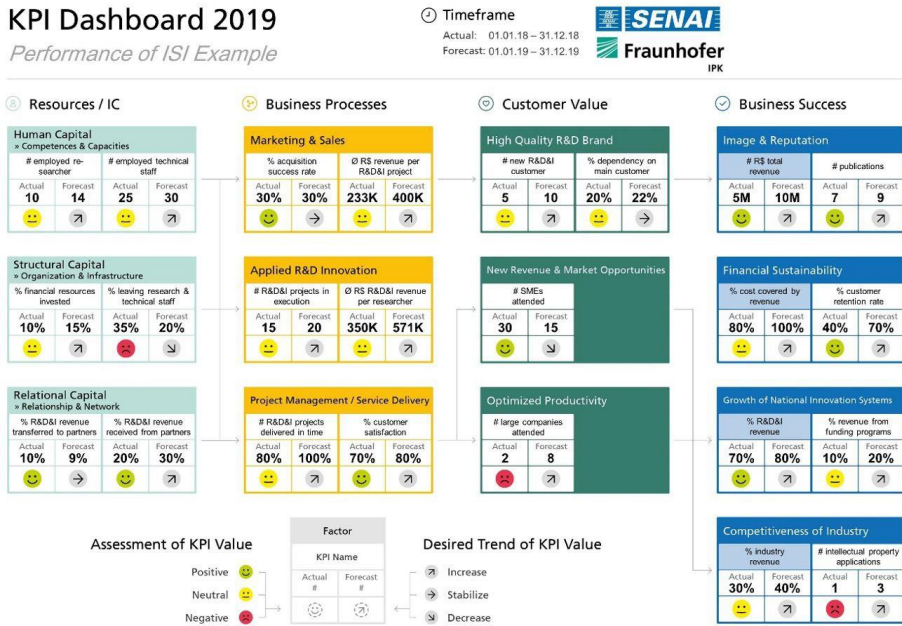 KPI Dashboard 2019
Performance of ISI Example
Timeframe
Actual: 01.01.18 – 31.12.18
Forecast: 01.01.19 – 31.12.19
SENAI
Fraunhofer
IPK
Resources / IC
Human Capital
» Competences & Capacities
# employed re-
searcher
# employed technical
staff
Actual Forecast Actual Forecast
10 14 25 30
Structural Capital
» Organization & Infrastructure
% financial resources
invested
% leaving research &
technical staff
Actual Forecast Actual Forecast
10% 15% 35% 20%
Relational Capital
» Relationship & Network
% R&D&I revenue
transferred to partners
% R&D&I revenue
received from partners
Actual Forecast Actual Forecast
10% 9% 20% 30%
Business Processes
Marketing & Sales
% acquisition
success rate
Ø R$ revenue per
R&D&I project
Actual Forecast Actual Forecast
30% 30% 233K 400K
Applied R&D Innovation
# R&D&I projects in
execution
Ø RS R&D&I revenue
per researcher
Actual Forecast Actual Forecast
15 20 350K 571K
Project Management / Service Delivery
# R&D&I projects
delivered in time
% customer
satisfaction
Actual Forecast Actual Forecast
80% 100% 70% 80%
Customer Value
High Quality R&D Brand
# new R&D&I
customer
% dependency on
main customer
Actual Forecast Actual Forecast
5 10 20% 22%
New Revenue & Market Opportunities
# SMEs
attended
Actual Forecast
30 15
Optimized Productivity
# large companies
attended
Actual Forecast
2 8
Business Success
Image & Reputation
# R$ total
revenue
# publications
Actual Forecast Actual Forecast
5M 10M 7 9
Financial Sustainability
% cost covered by
revenue
% customer
retention rate
Actual Forecast Actual Forecast
80% 100% 40% 70%
Growth of National Innovation Systems
% R&D&I
revenue
% revenue from
funding programs
Actual Forecast Actual Forecast
70% 80% 10% 20%
Competitiveness of Industry
% industry
revenue
# intellectual property
applications
Actual Forecast Actual Forecast
30% 40% 1 3
Assessment of KPI Value
Positive
Neutral
Negative
Factor
KPI Name
Actual Forecast
# #
Desired Trend of KPI Value
Increase
Stabilize
Decrease